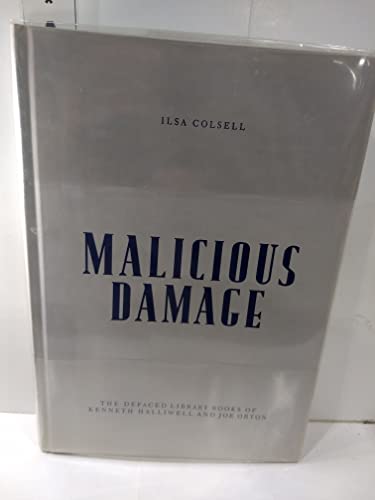 ILSA COLSELL
MALICIOUS
DAMAGE
THE DEFACED LIBRARY BOOKS OF
KENNETH HALLIWELL AND JOE ORTON